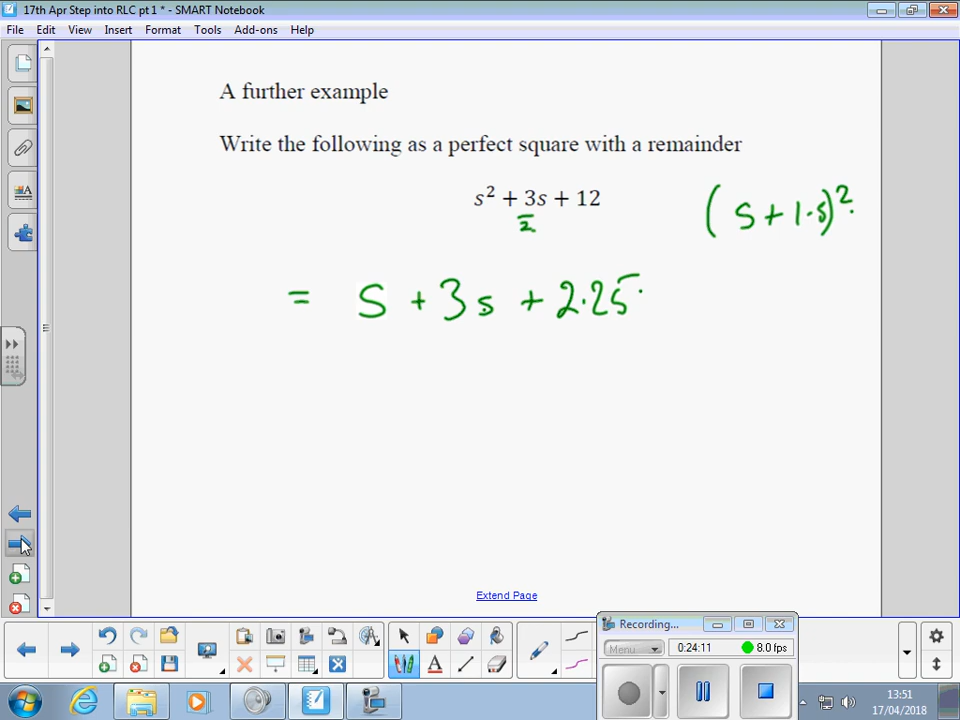 17th Apr Step into RLC pt 1 * - SMART Notebook
File Edit View Insert Format Tools Add-ons Help
A further example
Write the following as a perfect square with a remainder
s² + 3s + 12
2
(s + 1·5)²
= s + 3s + 2·25
Extend Page
Recording...
Menu
0:24:11
8.0 fps
A
13:51
17/04/2018